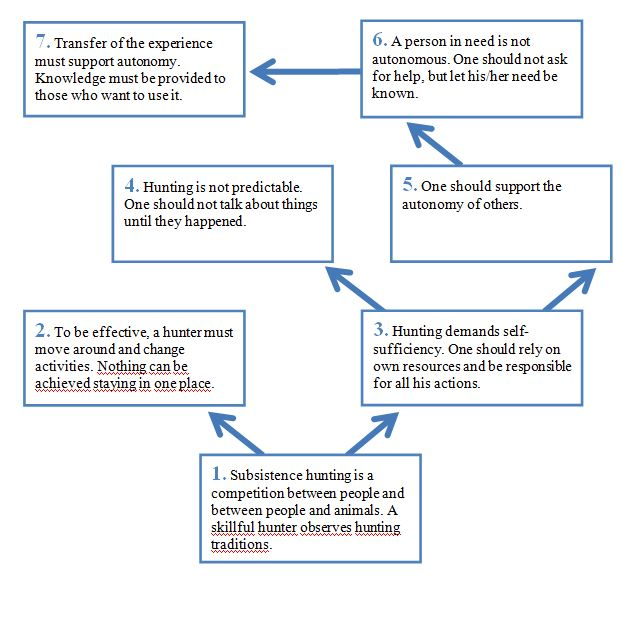 7. Transfer of the experience
must support autonomy.
Knowledge must be provided to
those who want to use it.
6. A person in need is not
autonomous. One should not ask
for help, but let his/her need be
known.
4. Hunting is not predictable.
One should not talk about things
until they happened.
5. One should support the
autonomy of others.
2. To be effective, a hunter must
move around and change
activities. Nothing can be
achieved staying in one place.
3. Hunting demands self-
sufficiency. One should rely on
own resources and be responsible
for all his actions.
1. Subsistence hunting is a
competition between people and
between people and animals. A
skillful hunter observes hunting
traditions.